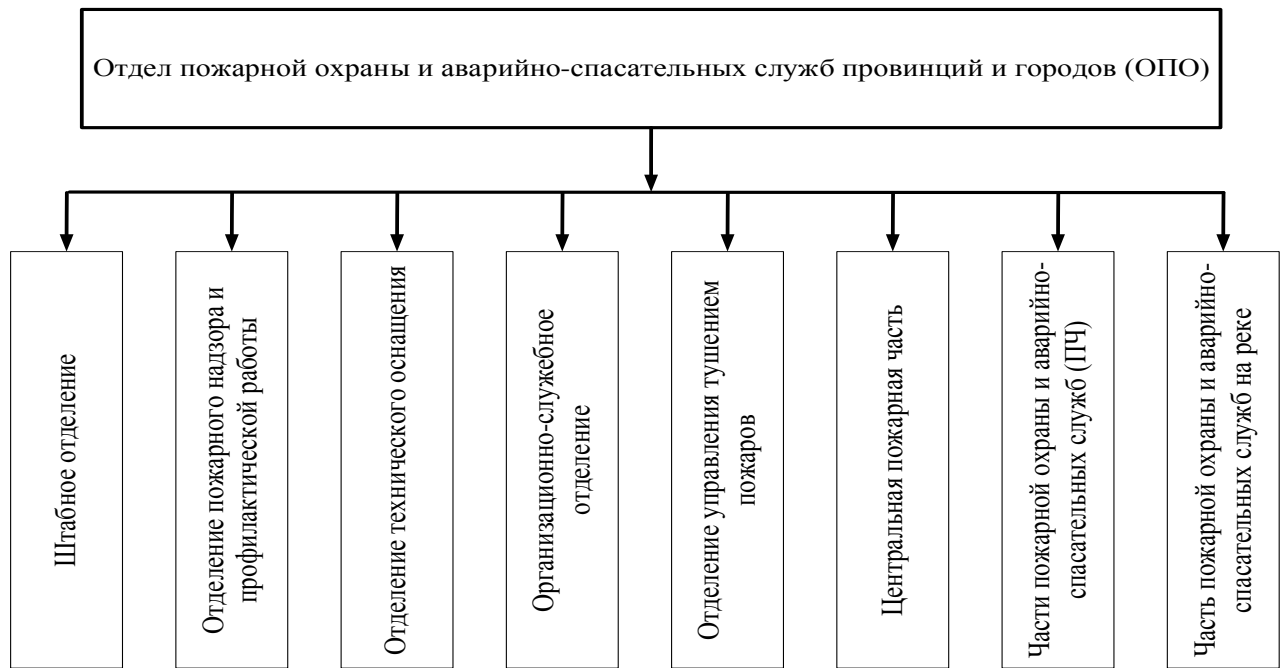 Отдел пожарной охраны и аварийно-спасательных служб провинций и городов (ОПО)
Штабное отделение
Отделение пожарного надзора и
профилактической работы
Отделение технического оснащения
Организационно-служебное
отделение
Отделение управления тушением
пожаров
Центральная пожарная часть
Части пожарной охраны и аварийно-
спасательных служб (ПЧ)
Часть пожарной охраны и аварийно-
спасательных служб на реке